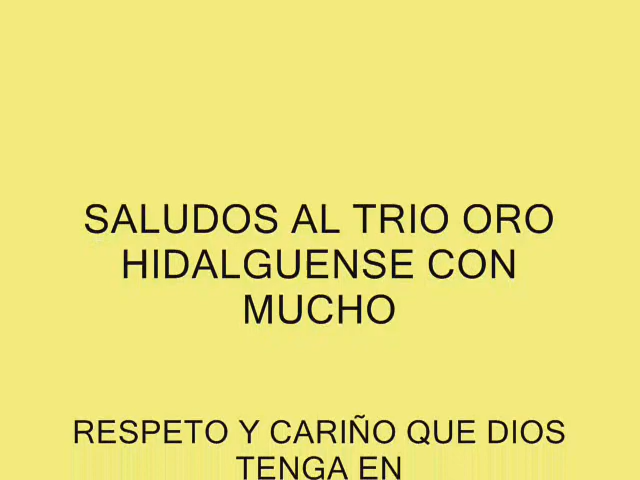 SALUDOS AL TRIO ORO
HIDALGUENSE CON
MUCHO
RESPETO Y CARIÑO QUE DIOS
TENGA EN